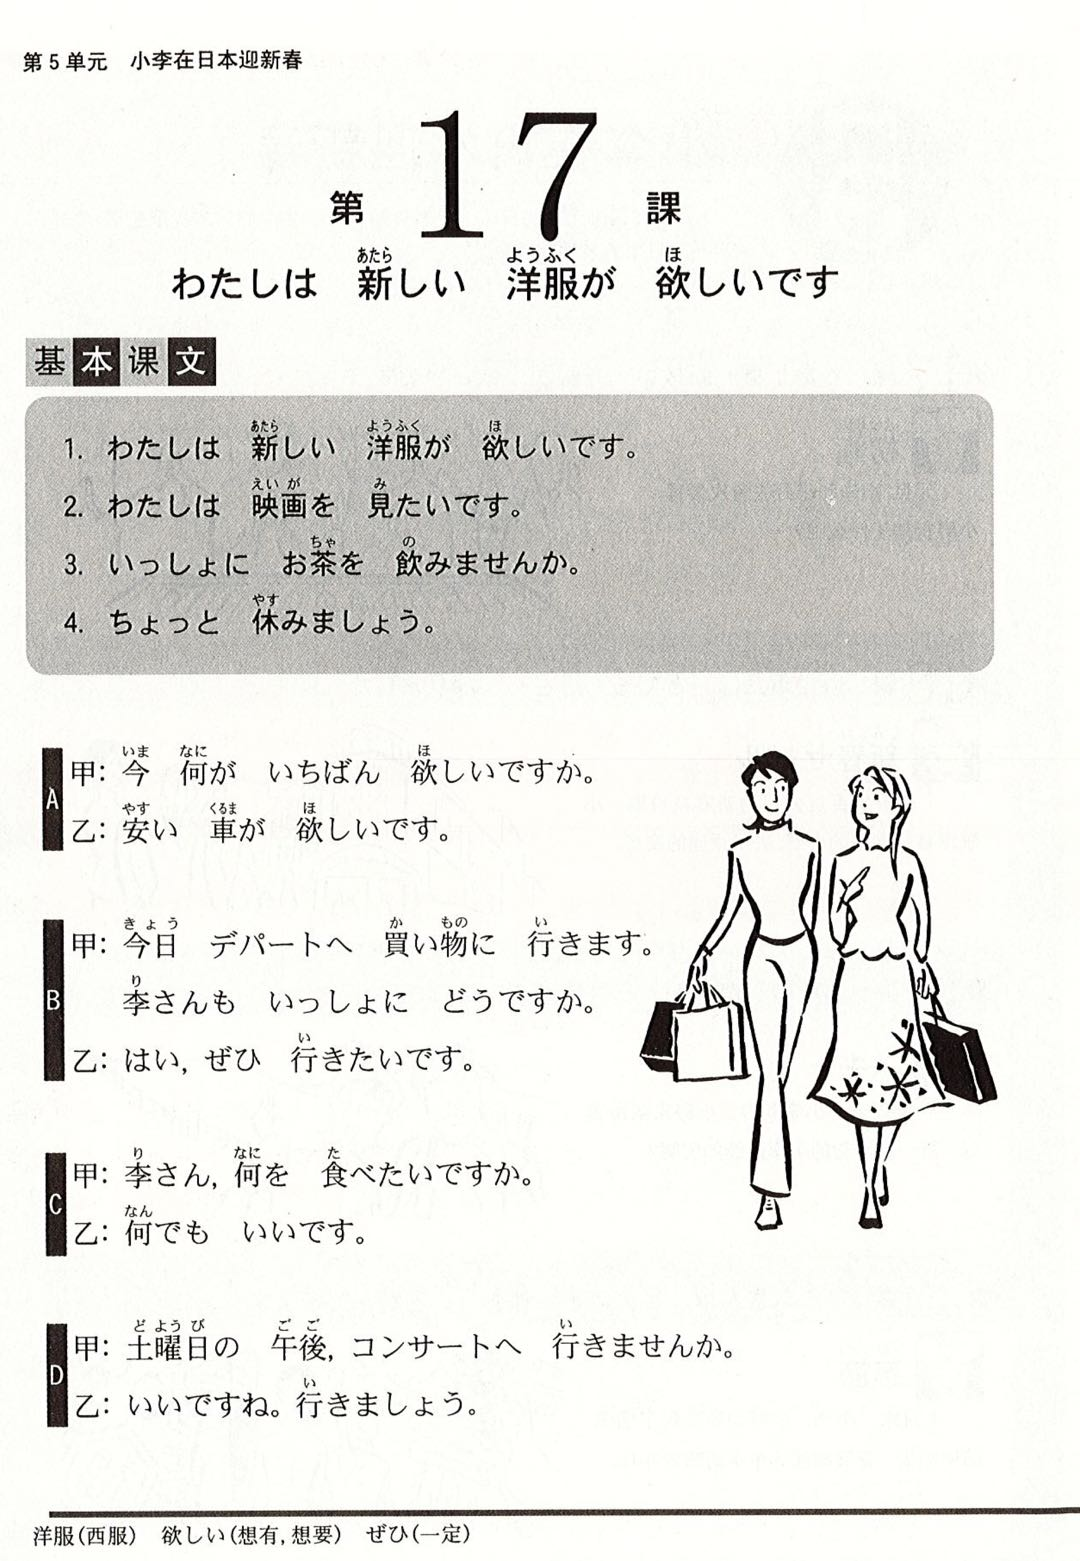 第5单元 小李在日本迎新春
第 17 課
わたしは 新しい 洋服が 欲しいです
基本课文
1. わたしは 新しい 洋服が 欲しいです。
2. わたしは 映画を 見たいです。
3. いっしょに お茶を 飲みませんか。
4. ちょっと 休みましょう。
A
甲: 今 何が いちばん 欲しいですか。
乙: 安い 車が 欲しいです。
B
甲: 今日 デパートへ 買い物に 行きます。
李さんも いっしょに どうですか。
乙: はい, ぜひ 行きたいです。
C
甲: 李さん, 何を 食べたいですか。
乙: 何でも いいです。
D
甲: 土曜日の 午後, コンサートへ 行きませんか。
乙: いいですね。行きましょう。
洋服(西服) 欲しい(想有,想要) ぜひ(一定)